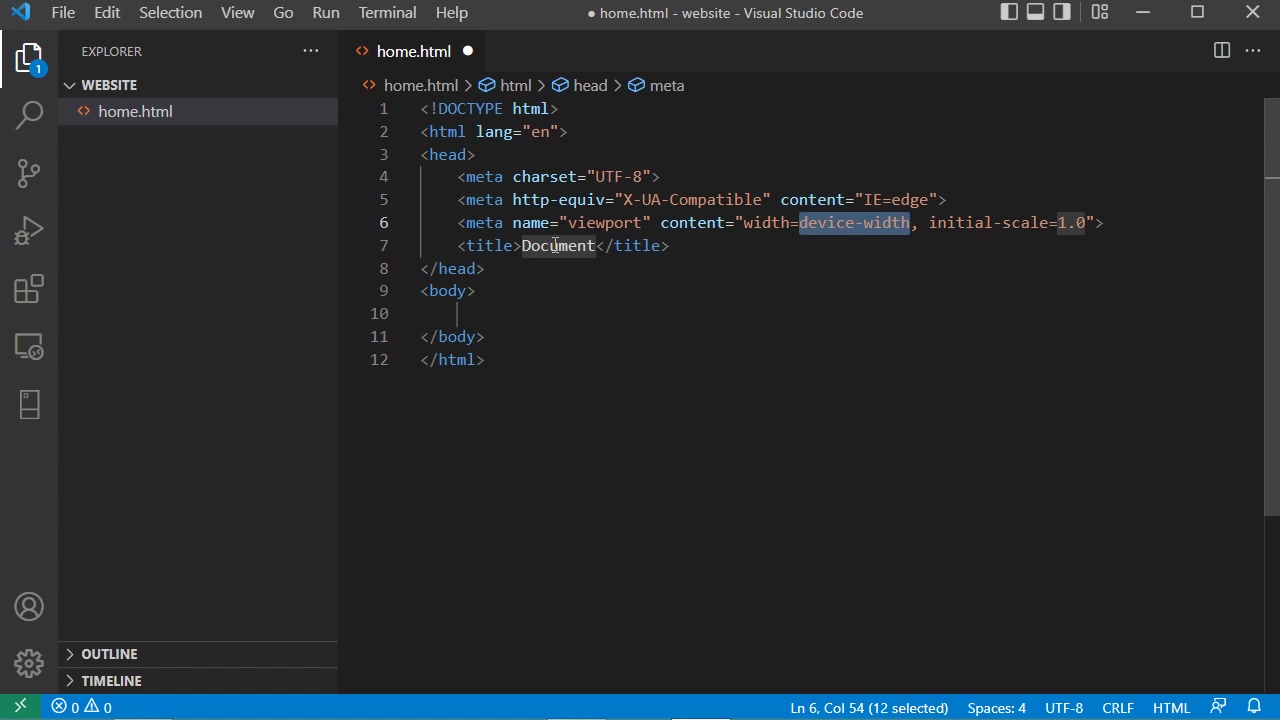 File Edit Selection View Go Run Terminal Help ● home.html - website - Visual Studio Code
EXPLORER
WEBSITE
home.html
1
home.html
home.html > html > head > meta
1 <!DOCTYPE html>
2 <html lang="en">
3 <head>
4 <meta charset="UTF-8">
5 <meta http-equiv="X-UA-Compatible" content="IE=edge">
6 <meta name="viewport" content="width=device-width, initial-scale=1.0">
7 <title>Document</title>
8 </head>
9 <body>
10
11 </body>
12 </html>
OUTLINE
TIMELINE
0 0 Ln 6, Col 54 (12 selected) Spaces: 4 UTF-8 CRLF HTML